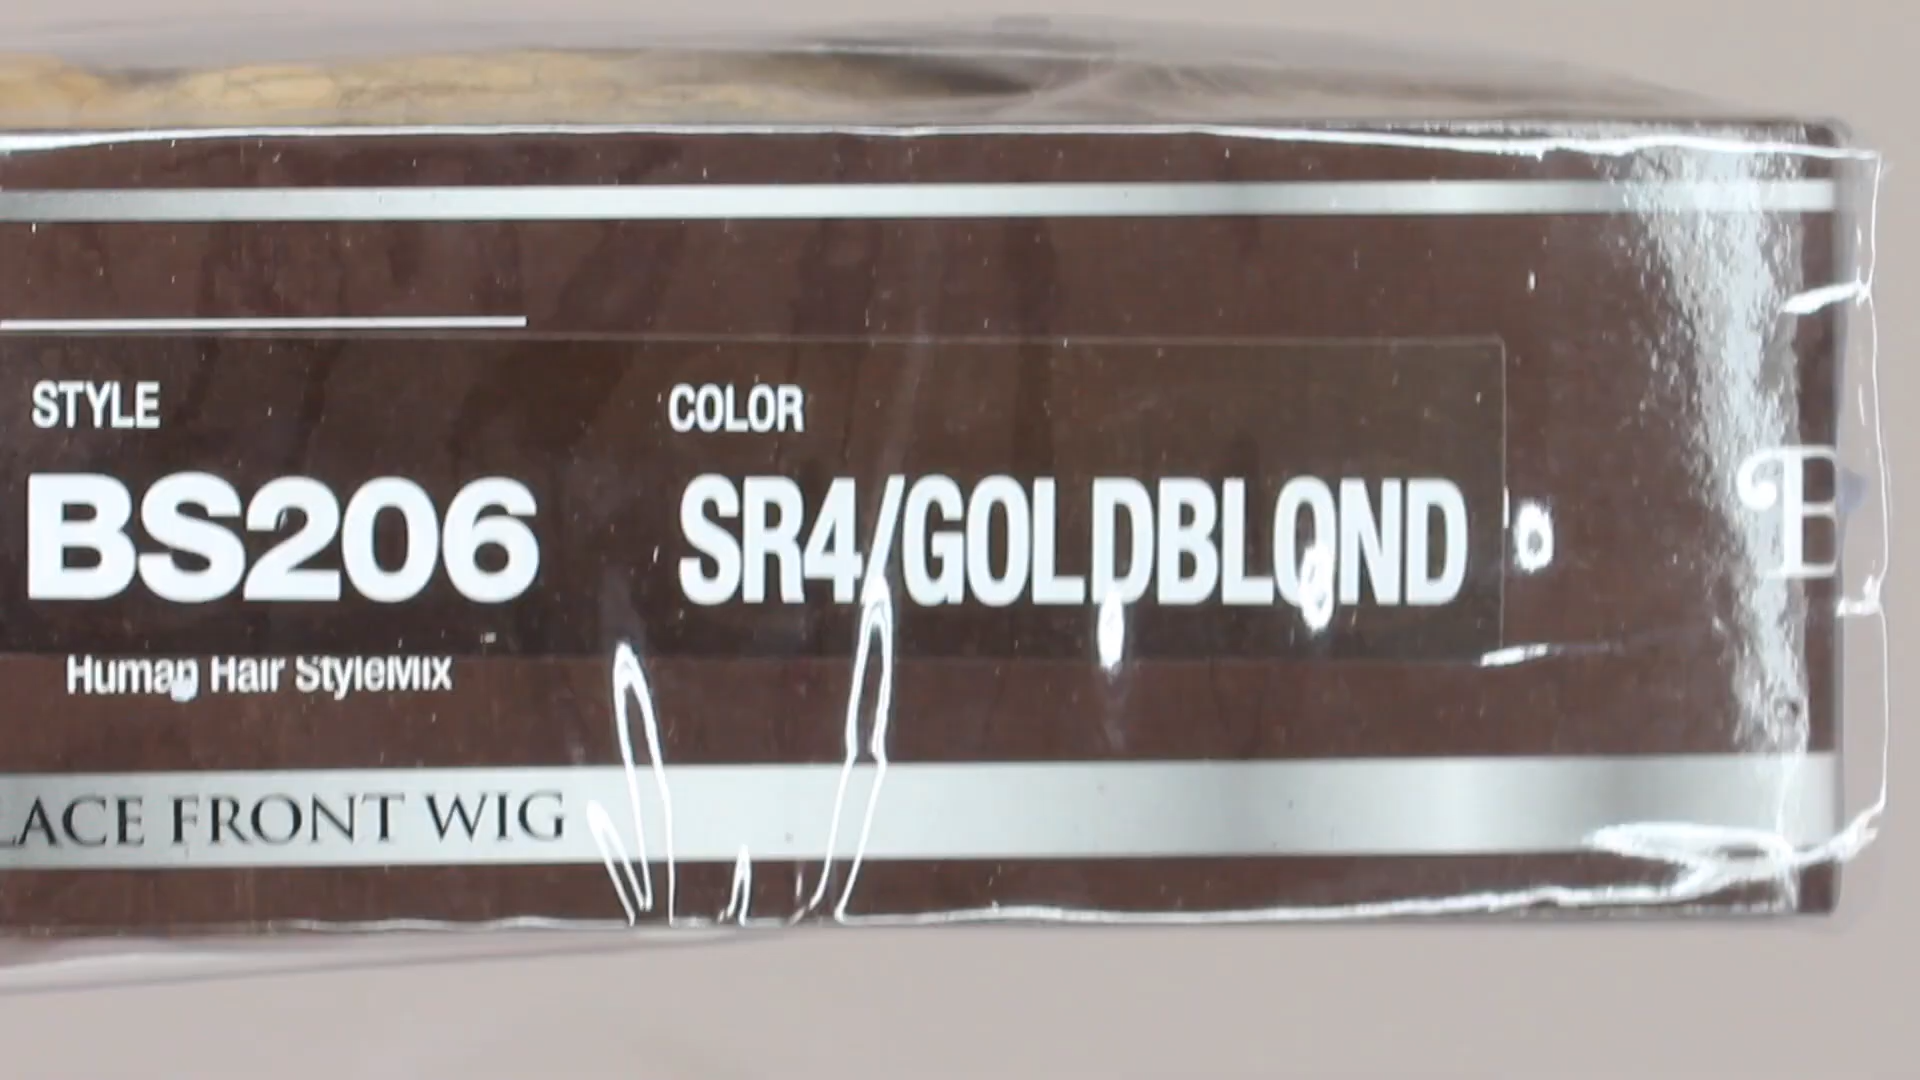 STYLE
BS206
COLOR
SR4/GOLDBLOND
Human Hair StyleMix
LACE FRONT WIG
B